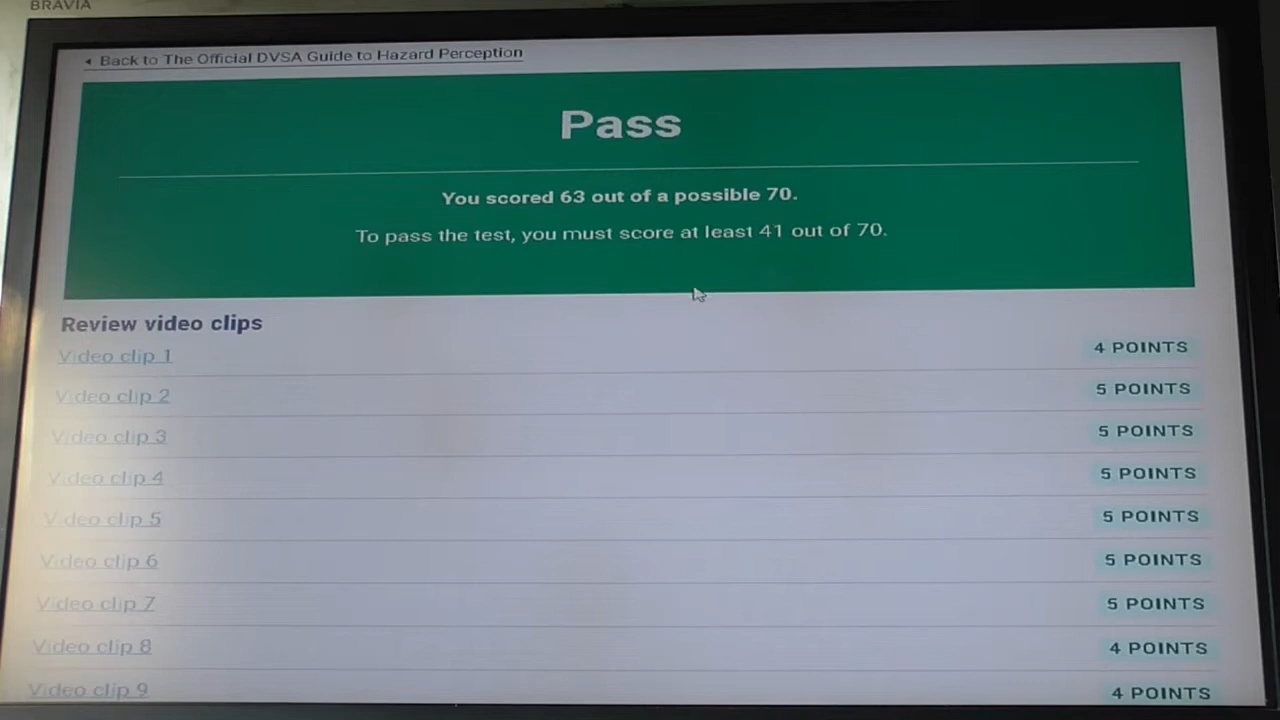 BRAVIA
Back to The Official DVSA Guide to Hazard Perception
Pass
You scored 63 out of a possible 70.
To pass the test, you must score at least 41 out of 70.
Review video clips
Video clip 1 4 POINTS
Video clip 2 5 POINTS
Video clip 3 5 POINTS
Video clip 4 5 POINTS
Video clip 5 5 POINTS
Video clip 6 5 POINTS
Video clip 7 5 POINTS
Video clip 8 4 POINTS
Video clip 9 4 POINTS